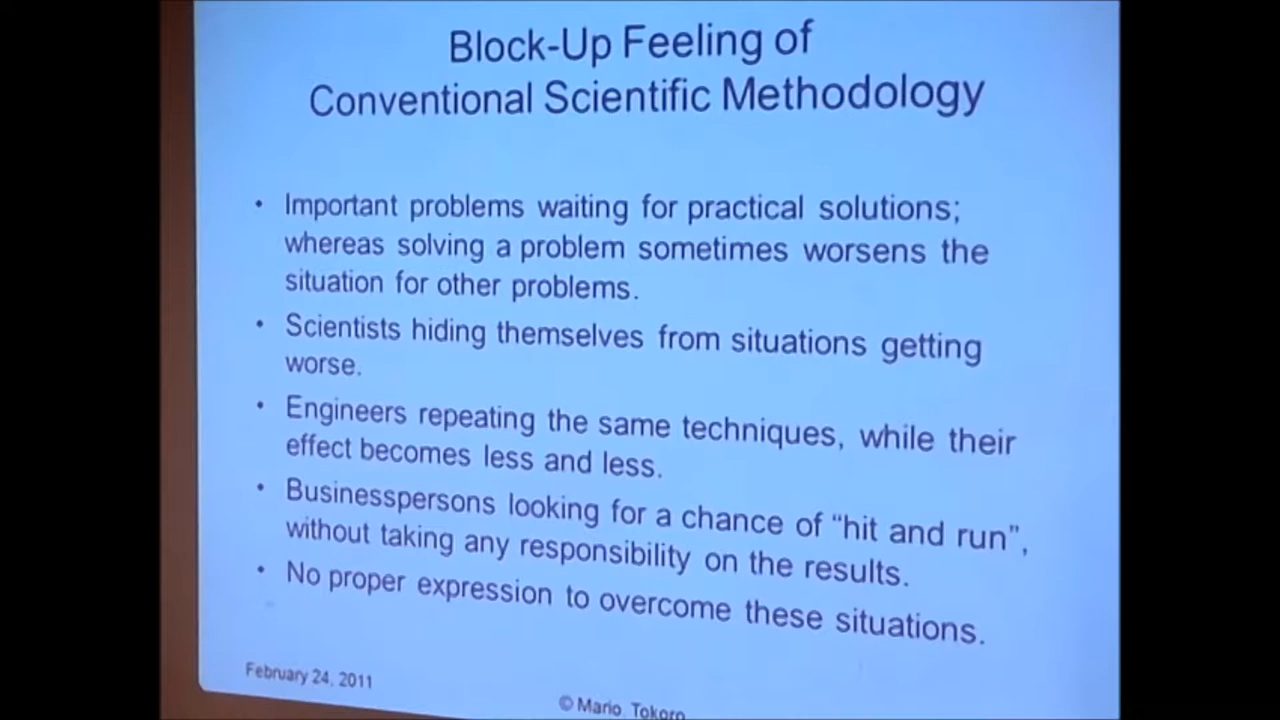 Block-Up Feeling of
Conventional Scientific Methodology
• Important problems waiting for practical solutions;
whereas solving a problem sometimes worsens the
situation for other problems.
• Scientists hiding themselves from situations getting
worse.
• Engineers repeating the same techniques, while their
effect becomes less and less.
• Businesspersons looking for a chance of “hit and run”,
without taking any responsibility on the results.
• No proper expression to overcome these situations.
February 24, 2011
© Mario Tokoro